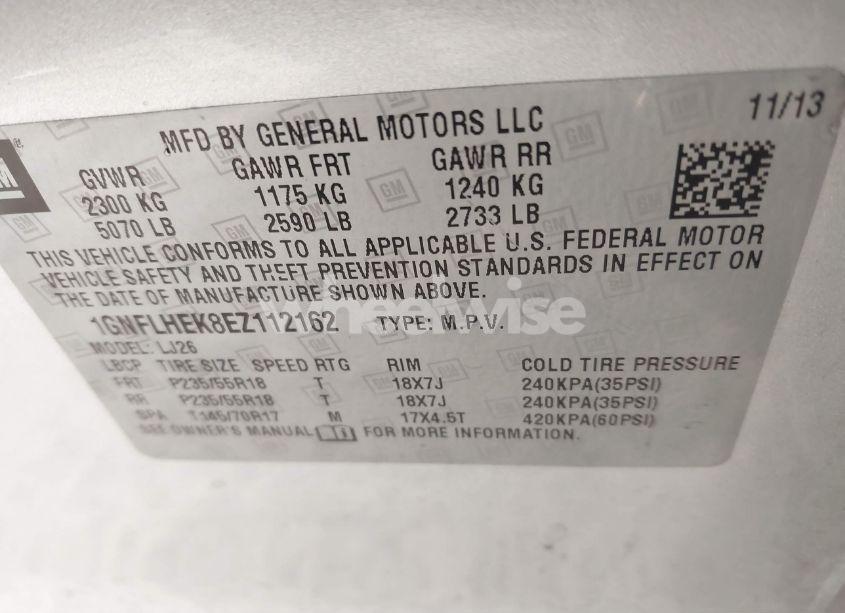 11/13
MFD BY GENERAL MOTORS LLC
GVWR GAWR FRT GAWR RR
2300 KG 1175 KG 1240 KG
5070 LB 2590 LB 2733 LB
THIS VEHICLE CONFORMS TO ALL APPLICABLE U.S. FEDERAL MOTOR
VEHICLE SAFETY AND THEFT PREVENTION STANDARDS IN EFFECT ON
THE DATE OF MANUFACTURE SHOWN ABOVE.
1GNFLHEK8EZ112162 TYPE: M.P.V.
MODEL: LJ26
LBCP TIRE SIZE SPEED RTG RIM COLD TIRE PRESSURE
FRT P235/55R18 T 18X7J 240KPA(35PSI)
RR P235/55R18 T 18X7J 240KPA(35PSI)
SPA T145/70R17 M 17X4.5T 420KPA(60PSI)
SEE OWNER'S MANUAL FOR MORE INFORMATION.